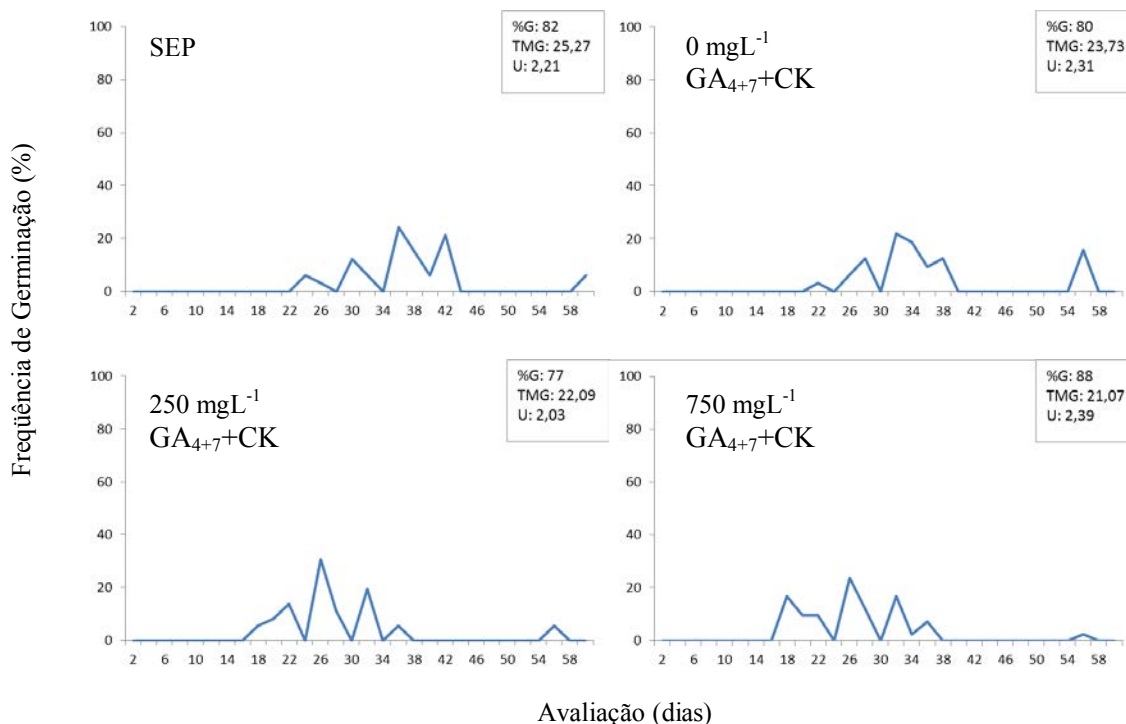 Freqüência de Germinação (%)
SEP
%G: 82
TMG: 25,27
U: 2,21
100
80
60
40
20
0
2 6 10 14 18 22 26 30 34 38 42 46 50 54 58
0 mgL⁻¹
GA₄₊₇+CK
%G: 80
TMG: 23,73
U: 2,31
100
80
60
40
20
0
2 6 10 14 18 22 26 30 34 38 42 46 50 54 58
250 mgL⁻¹
GA₄₊₇+CK
%G: 77
TMG: 22,09
U: 2,03
100
80
60
40
20
0
2 6 10 14 18 22 26 30 34 38 42 46 50 54 58
750 mgL⁻¹
GA₄₊₇+CK
%G: 88
TMG: 21,07
U: 2,39
100
80
60
40
20
0
2 6 10 14 18 22 26 30 34 38 42 46 50 54 58
Avaliação (dias)